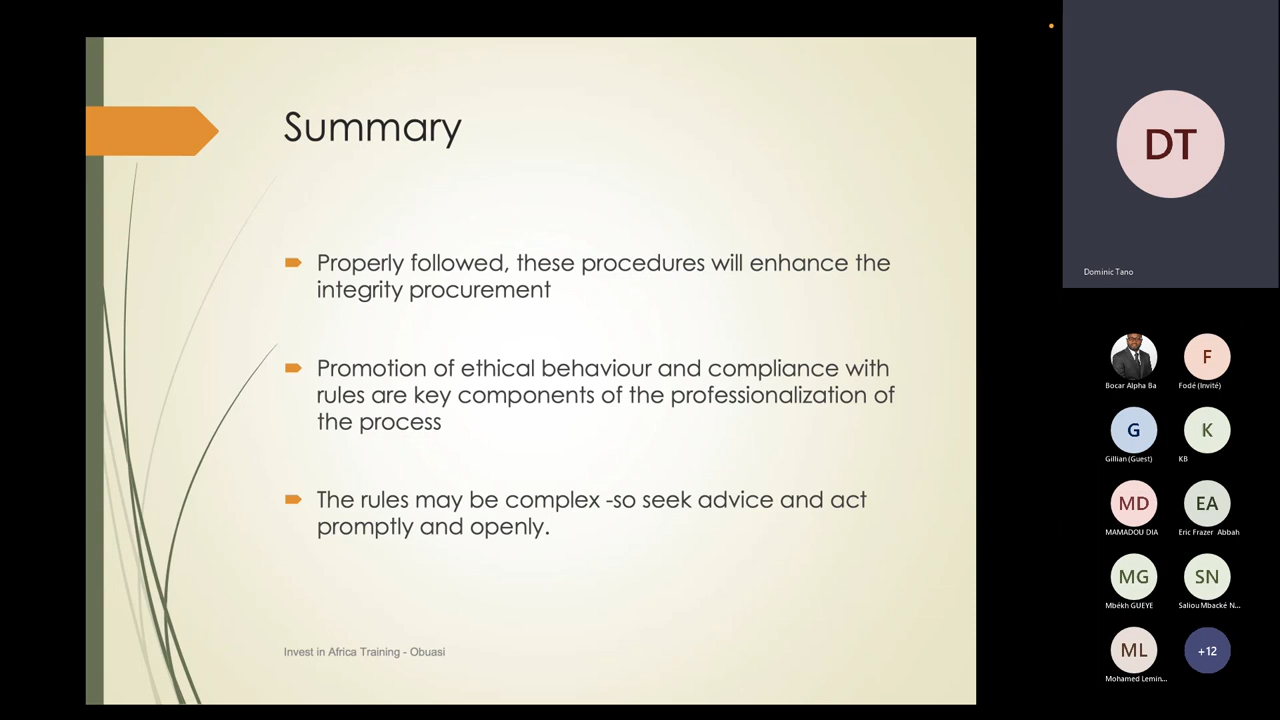 Summary
Properly followed, these procedures will enhance the
integrity procurement
Promotion of ethical behaviour and compliance with
rules are key components of the professionalization of
the process
The rules may be complex -so seek advice and act
promptly and openly.
Invest in Africa Training - Obuasi
DT
Dominic Tano
Bocar Alpha Ba
F
Fodé (Invité)
G
Gillian (Guest)
K
KB
MD
MAMADOU DIA
EA
Eric Frazer Abbah
MG
Mbékh GUEYE
SN
Saliou Mbacké N...
ML
Mohamed Lemin...
+12